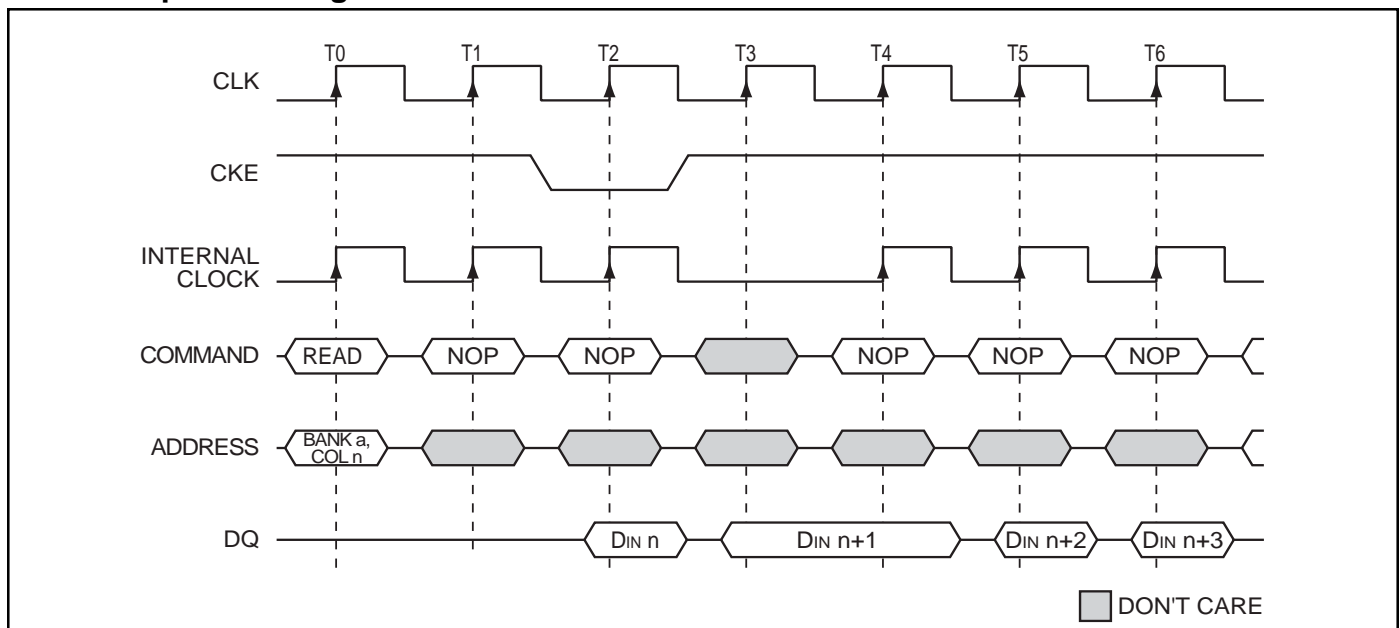 T0 T1 T2 T3 T4 T5 T6
CLK
CKE
INTERNAL
CLOCK
COMMAND READ NOP NOP NOP NOP NOP
ADDRESS BANK a,
COL n
DQ DIN n DIN n+1 DIN n+2 DIN n+3
DON'T CARE